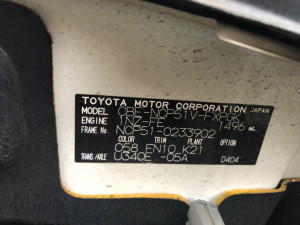 TOYOTA MOTOR CORPORATION JAPAN
MODEL CBE-NCP51V-FXPGK
ENGINE 1NZ-FE 1496 mL
FRAME No. NCP51-0233902
COLOR TRIM PLANT OPTION
058 EN10 K21
TRANS/AXLE U340E -05A D404